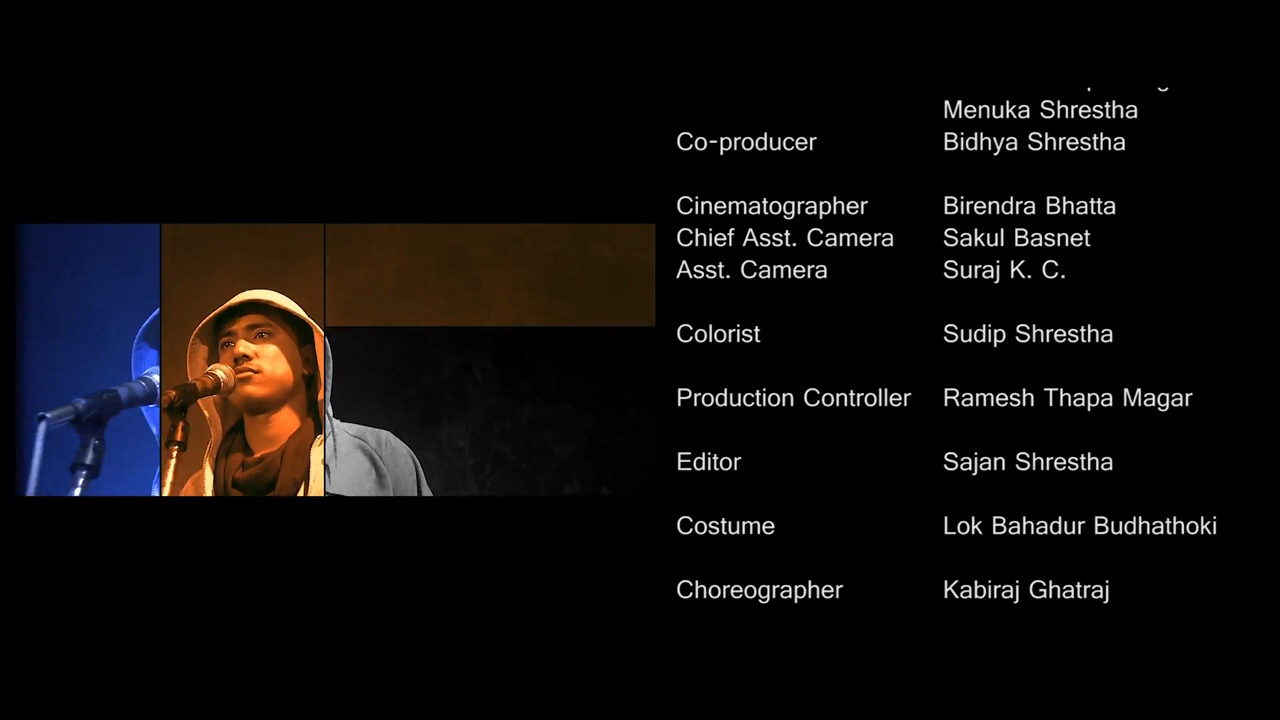 Menuka Shrestha
Co-producer Bidhya Shrestha
Cinematographer Birendra Bhatta
Chief Asst. Camera Sakul Basnet
Asst. Camera Suraj K. C.
Colorist Sudip Shrestha
Production Controller Ramesh Thapa Magar
Editor Sajan Shrestha
Costume Lok Bahadur Budhathoki
Choreographer Kabiraj Ghatraj